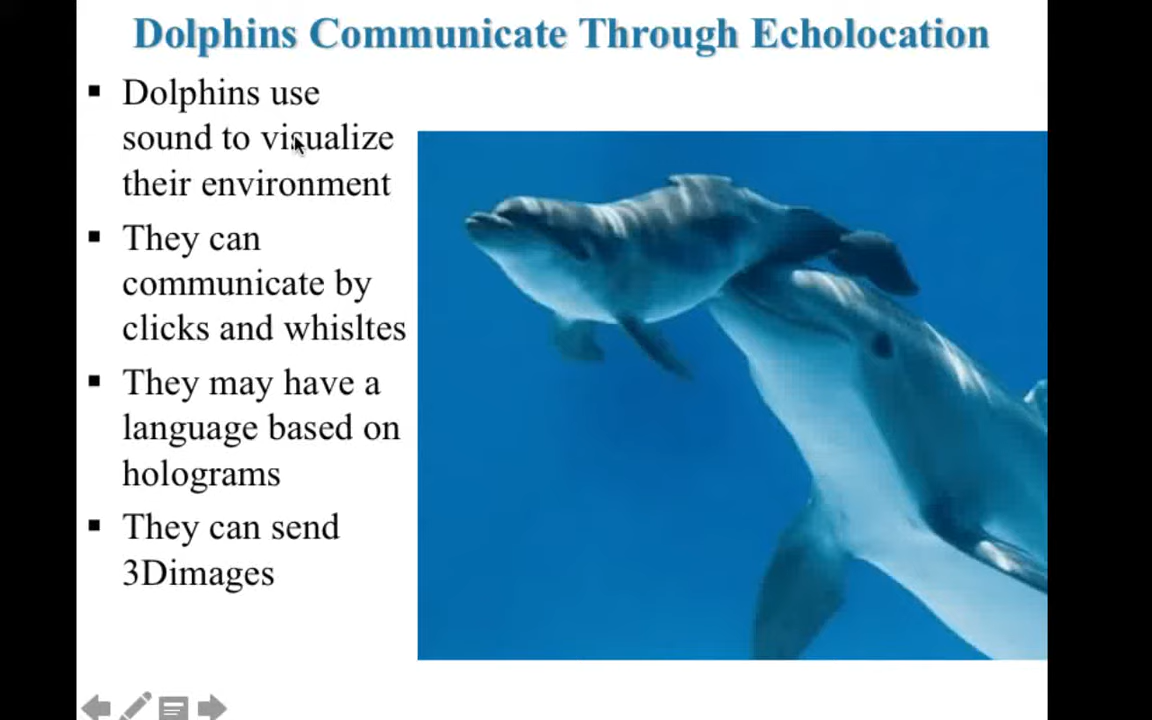 Dolphins Communicate Through Echolocation
▪ Dolphins use
sound to visualize
their environment
▪ They can
communicate by
clicks and whisltes
▪ They may have a
language based on
holograms
▪ They can send
3Dimages